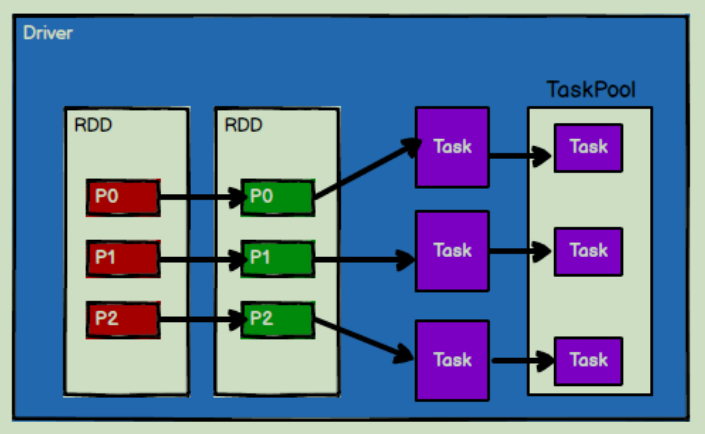 Driver
TaskPool
RDD
RDD
Task
Task
P0
P0
P1
P1
Task
Task
P2
P2
Task
Task